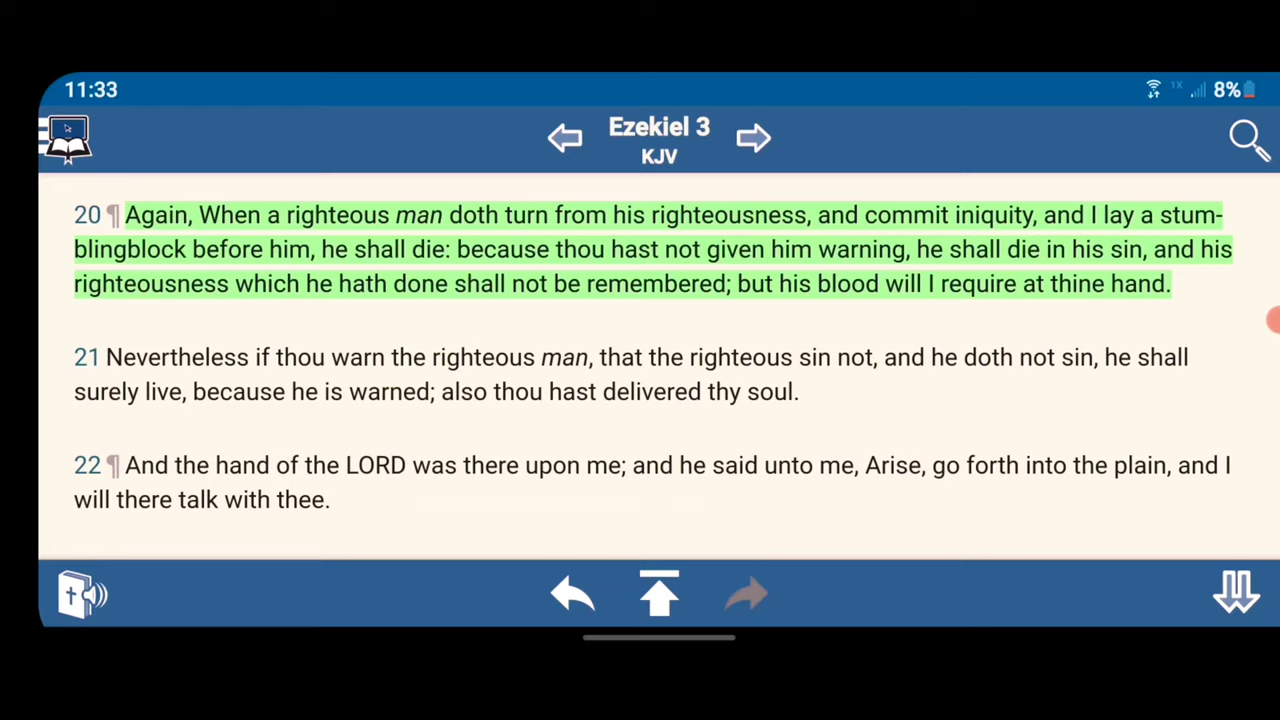 11:33
1X 8%
Ezekiel 3
KJV
20 ¶ Again, When a righteous man doth turn from his righteousness, and commit iniquity, and I lay a stum-
blingblock before him, he shall die: because thou hast not given him warning, he shall die in his sin, and his
righteousness which he hath done shall not be remembered; but his blood will I require at thine hand.
21 Nevertheless if thou warn the righteous man, that the righteous sin not, and he doth not sin, he shall
surely live, because he is warned; also thou hast delivered thy soul.
22 ¶ And the hand of the LORD was there upon me; and he said unto me, Arise, go forth into the plain, and I
will there talk with thee.